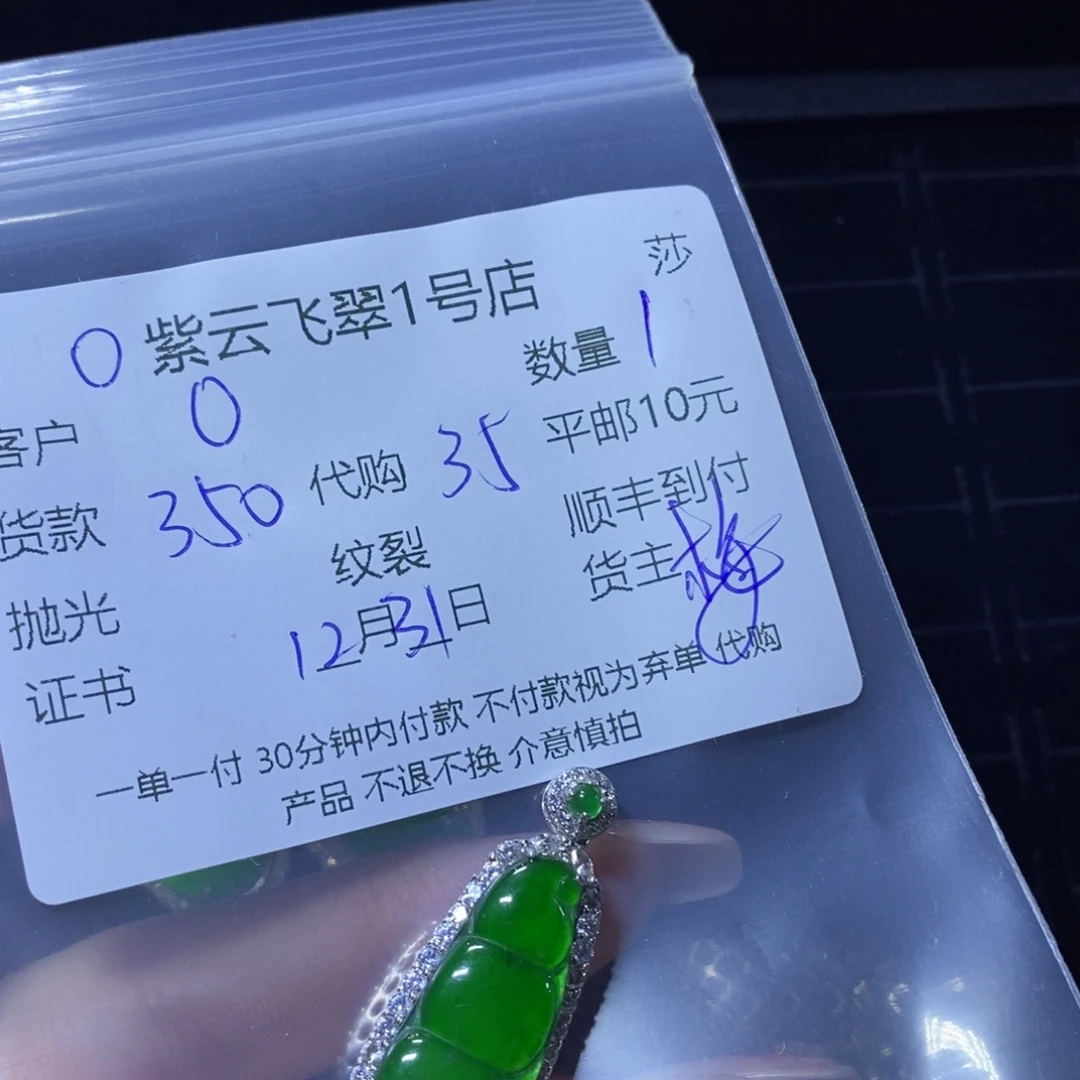 莎
0 紫云飞翠1号店
数量 1
客户 0
平邮10元
货款 350 代购 35
顺丰到付
抛光 纹裂
货主 梅
证书 12月31日
一单一付 30分钟内付款 不付款视为弃单 代购
产品 不退不换 介意慎拍